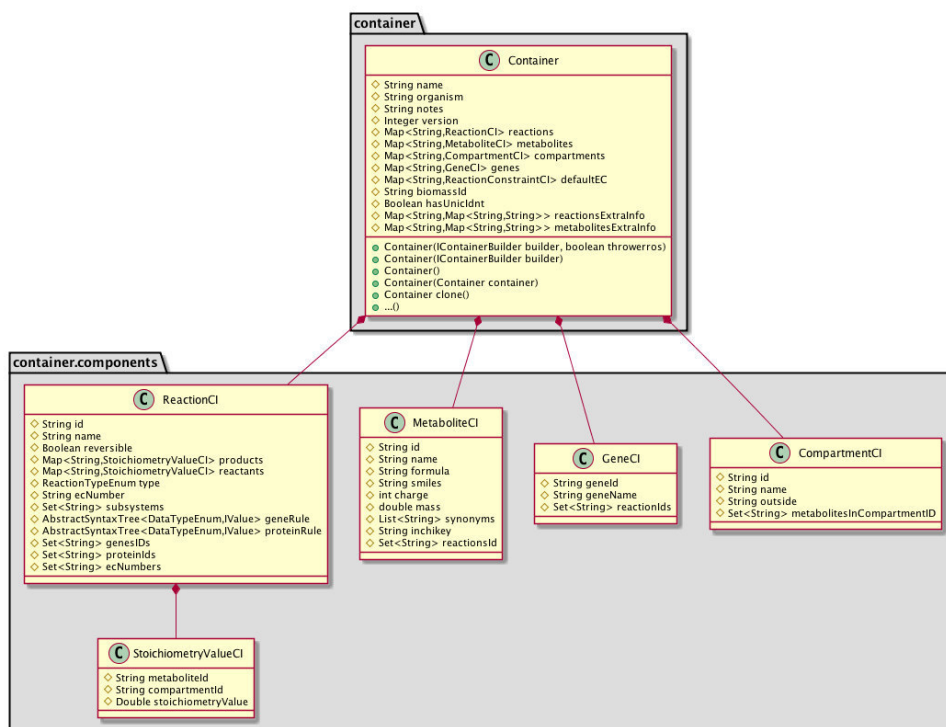 container
C Container
String name
String organism
String notes
Integer version
Map<String,ReactionCI> reactions
Map<String,MetaboliteCI> metabolites
Map<String,CompartmentCI> compartments
Map<String,GeneCI> genes
Map<String,ReactionConstraintCI> defaultEC
String biomassId
Boolean hasUnicIdnt
Map<String,Map<String,String>> reactionsExtraInfo
Map<String,Map<String,String>> metabolitesExtraInfo
Container(IContainerBuilder builder, boolean throwerros)
Container(IContainerBuilder builder)
Container()
Container(Container container)
Container clone()
...()
container.components
C ReactionCI
String id
String name
Boolean reversible
Map<String,StoichiometryValueCI> products
Map<String,StoichiometryValueCI> reactants
ReactionTypeEnum type
String ecNumber
Set<String> subsystems
AbstractSyntaxTree<DataTypeEnum,IValue> geneRule
AbstractSyntaxTree<DataTypeEnum,IValue> proteinRule
Set<String> genesIDs
Set<String> proteinIds
Set<String> ecNumbers
C MetaboliteCI
String id
String name
String formula
String smiles
int charge
double mass
List<String> synonyms
String inchikey
Set<String> reactionsId
C GeneCI
String geneId
String geneName
Set<String> reactionIds
C CompartmentCI
String id
String name
String outside
Set<String> metabolitesInCompartmentID
C StoichiometryValueCI
String metaboliteId
String compartmentId
Double stoichiometryValue